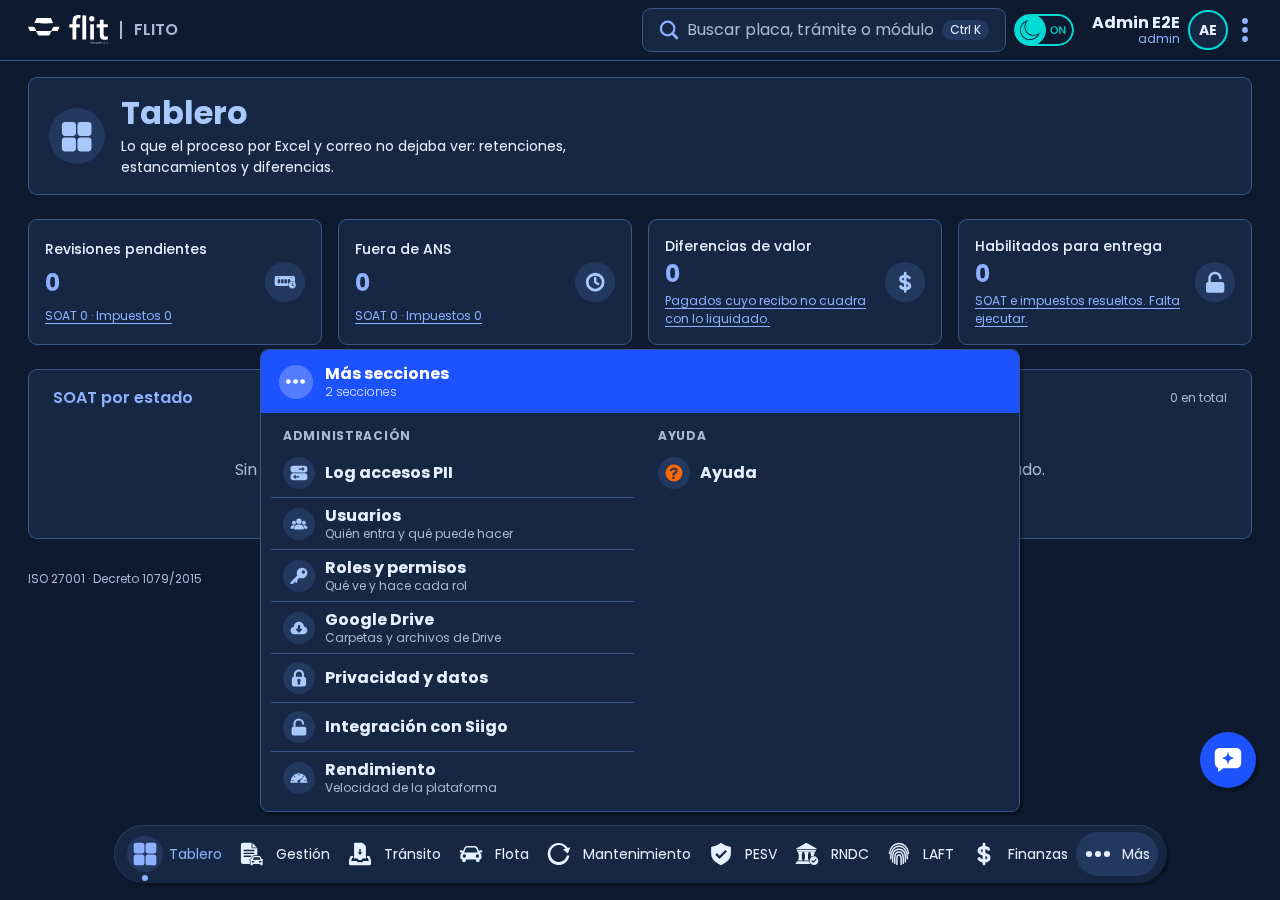 flit
FLITO
Buscar placa, trámite o módulo
Ctrl K
ON
Admin E2E
admin
AE
Tablero
Lo que el proceso por Excel y correo no dejaba ver: retenciones,
estancamientos y diferencias.
Revisiones pendientes
0
SOAT 0 · Impuestos 0
Fuera de ANS
0
SOAT 0 · Impuestos 0
Diferencias de valor
0
Pagados cuyo recibo no cuadra
con lo liquidado.
Habilitados para entrega
0
SOAT e impuestos resueltos. Falta
ejecutar.
SOAT por estado
0 en total
Sin
Más secciones
2 secciones
ADMINISTRACIÓN
Log accesos PII
Usuarios
Quién entra y qué puede hacer
Roles y permisos
Qué ve y hace cada rol
Google Drive
Carpetas y archivos de Drive
Privacidad y datos
Integración con Siigo
Rendimiento
Velocidad de la plataforma
AYUDA
Ayuda
ISO 27001 · Decreto 1079/2015
Tablero
Gestión
Tránsito
Flota
Mantenimiento
PESV
RNDC
LAFT
Finanzas
Más